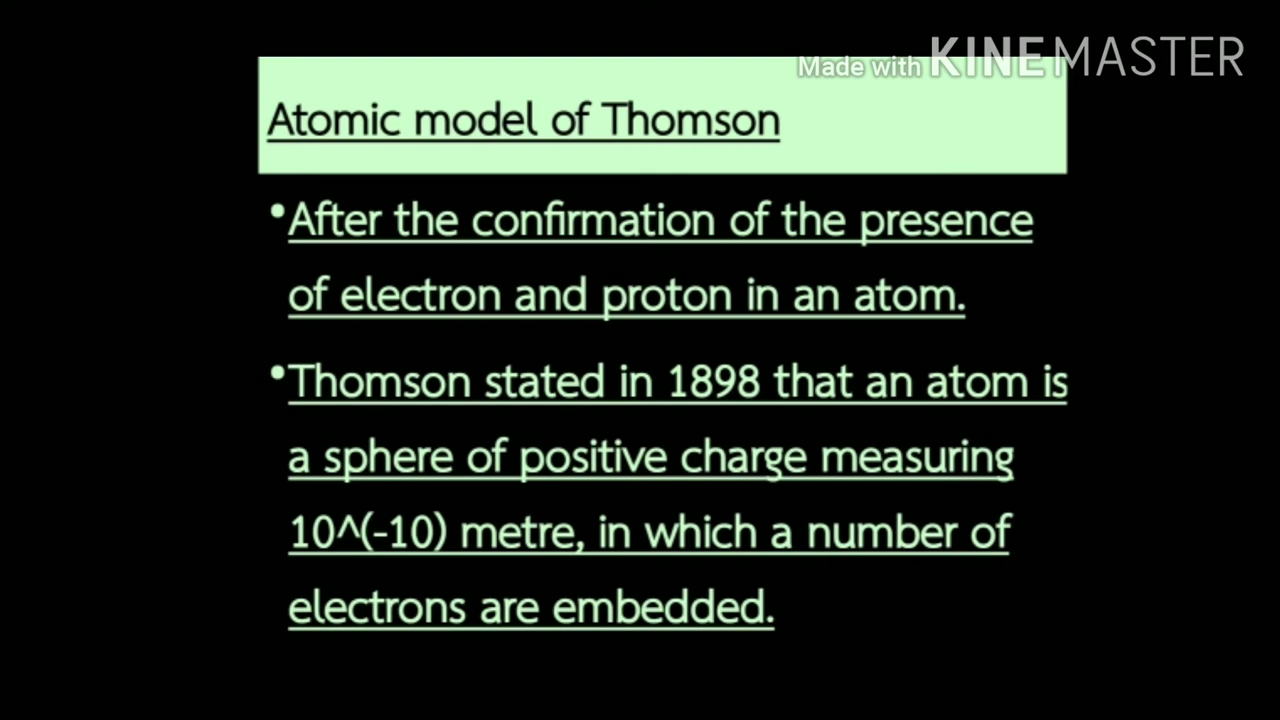 Made with KINEMASTER
Atomic model of Thomson
•After the confirmation of the presence
of electron and proton in an atom.
•Thomson stated in 1898 that an atom is
a sphere of positive charge measuring
10^(-10) metre, in which a number of
electrons are embedded.